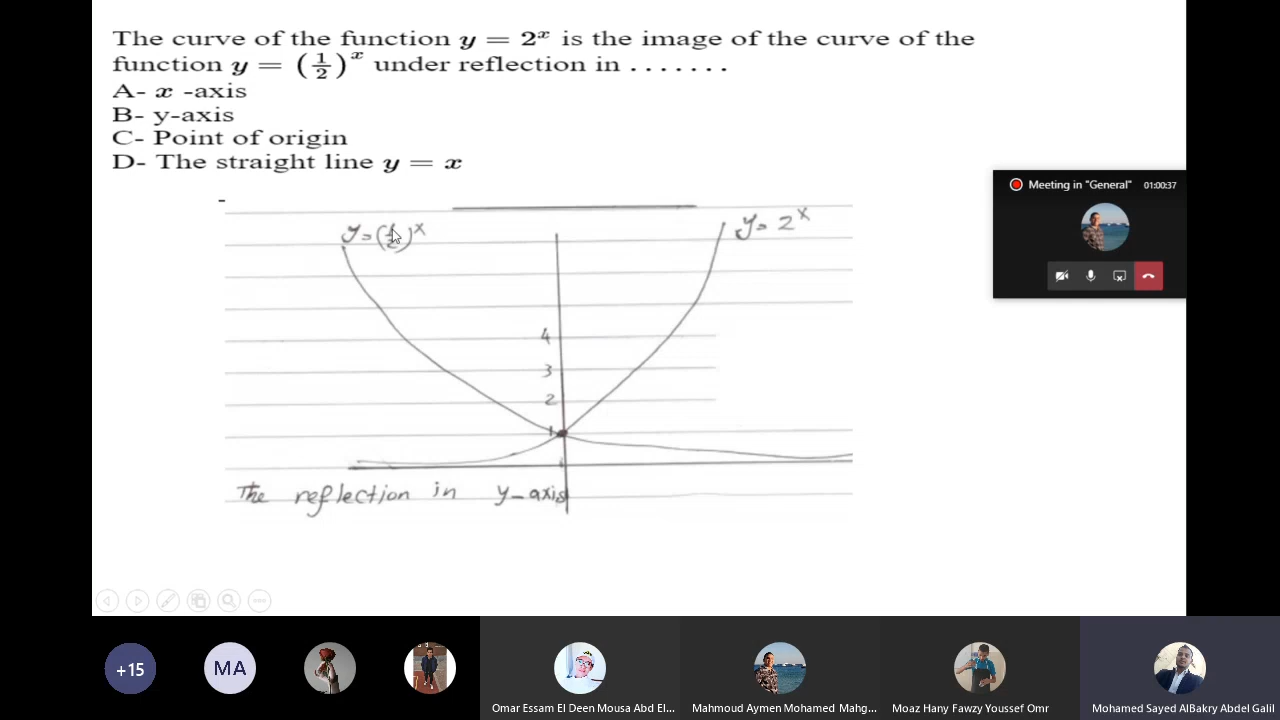 The curve of the function y = 2^x is the image of the curve of the
function y = (1/2)^x under reflection in .......
A- x -axis
B- y-axis
C- Point of origin
D- The straight line y = x
Meeting in "General" 01:00:37
y = (1/2)^x
y = 2^x
4
3
2
1
The reflection in y-axis
+15
MA
Omar Essam El Deen Mousa Abd El...
Mahmoud Aymen Mohamed Mahg...
Moaz Hany Fawzy Youssef Omr
Mohamed Sayed AlBakry Abdel Galil